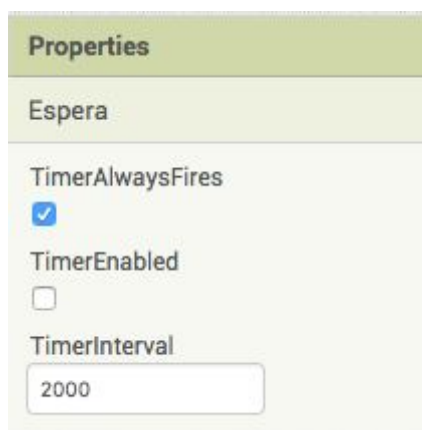 Properties
Espera
TimerAlwaysFires
TimerEnabled
TimerInterval
2000